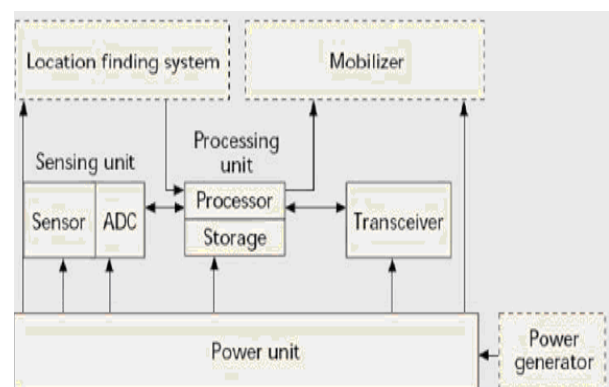 Location finding system
Mobilizer
Processing
unit
Sensing unit
Sensor
ADC
Processor
Storage
Transceiver
Power unit
Power
generator